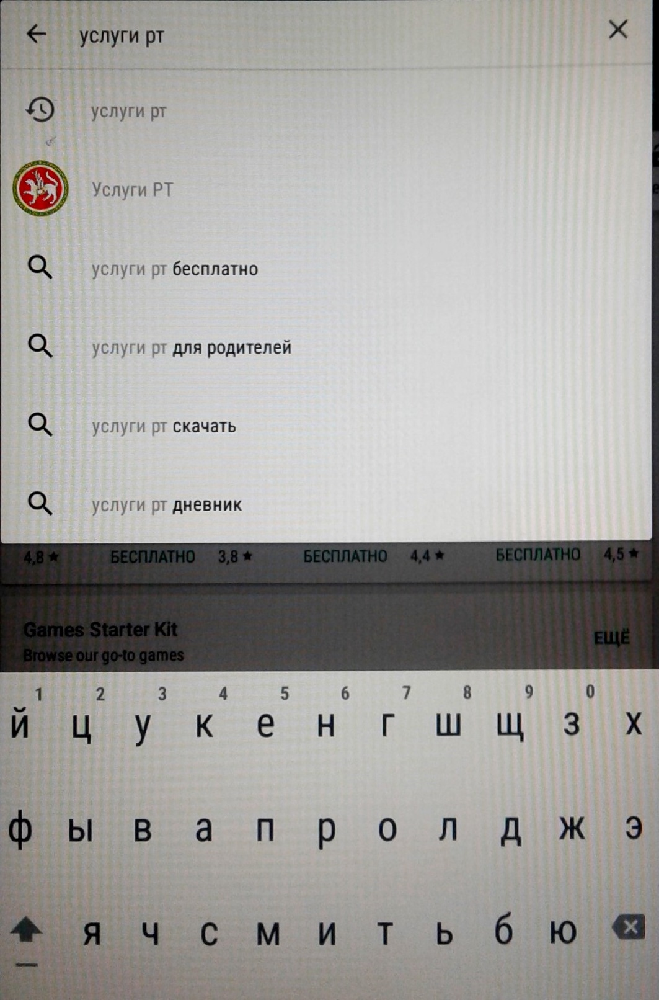 услуги рт
услуги рт
Услуги РТ
услуги рт бесплатно
услуги рт для родителей
услуги рт скачать
услуги рт дневник
4,8 ★ БЕСПЛАТНО 3,8 ★ БЕСПЛАТНО 4,4 ★ БЕСПЛАТНО 4,5 ★
Games Starter Kit
ЕЩЁ
Browse our go-to games
1 2 3 4 5 6 7 8 9 0
й ц у к е н г ш щ з х
ф ы в а п р о л д ж э
я ч с м и т ь б ю